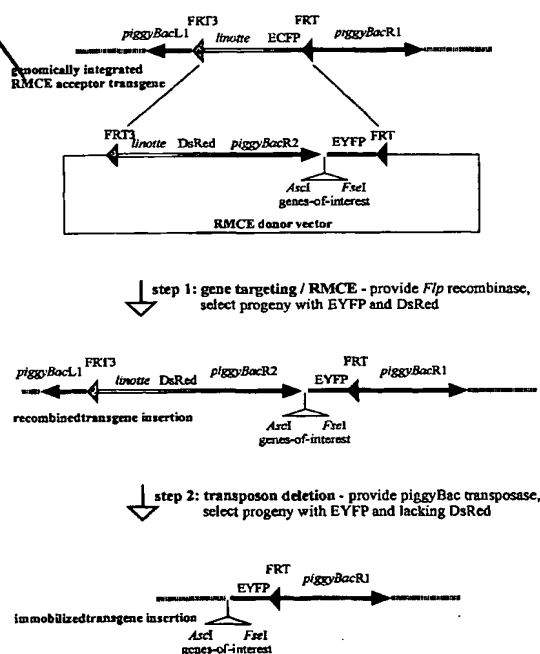 FRT3 FRT
piggyBacL1 linotte ECFP piggyBacR1
genomically integrated
RMCE acceptor transgene
FRT3 linotte DsRed piggyBacR2 EYFP FRT
AscI FseI
genes-of-interest
RMCE donor vector
step 1: gene targeting / RMCE - provide Flp recombinase,
select progeny with EYFP and DsRed
piggyBacL1 FRT3 linotte DsRed piggyBacR2 EYFP FRT piggyBacR1
recombinedtransgene insertion
AscI FseI
genes-of-interest
step 2: transposon deletion - provide piggyBac transposase,
select progeny with EYFP and lacking DsRed
FRT
EYFP piggyBacR1
immobilizedtransgene insertion
AscI FseI
genes-of-interest